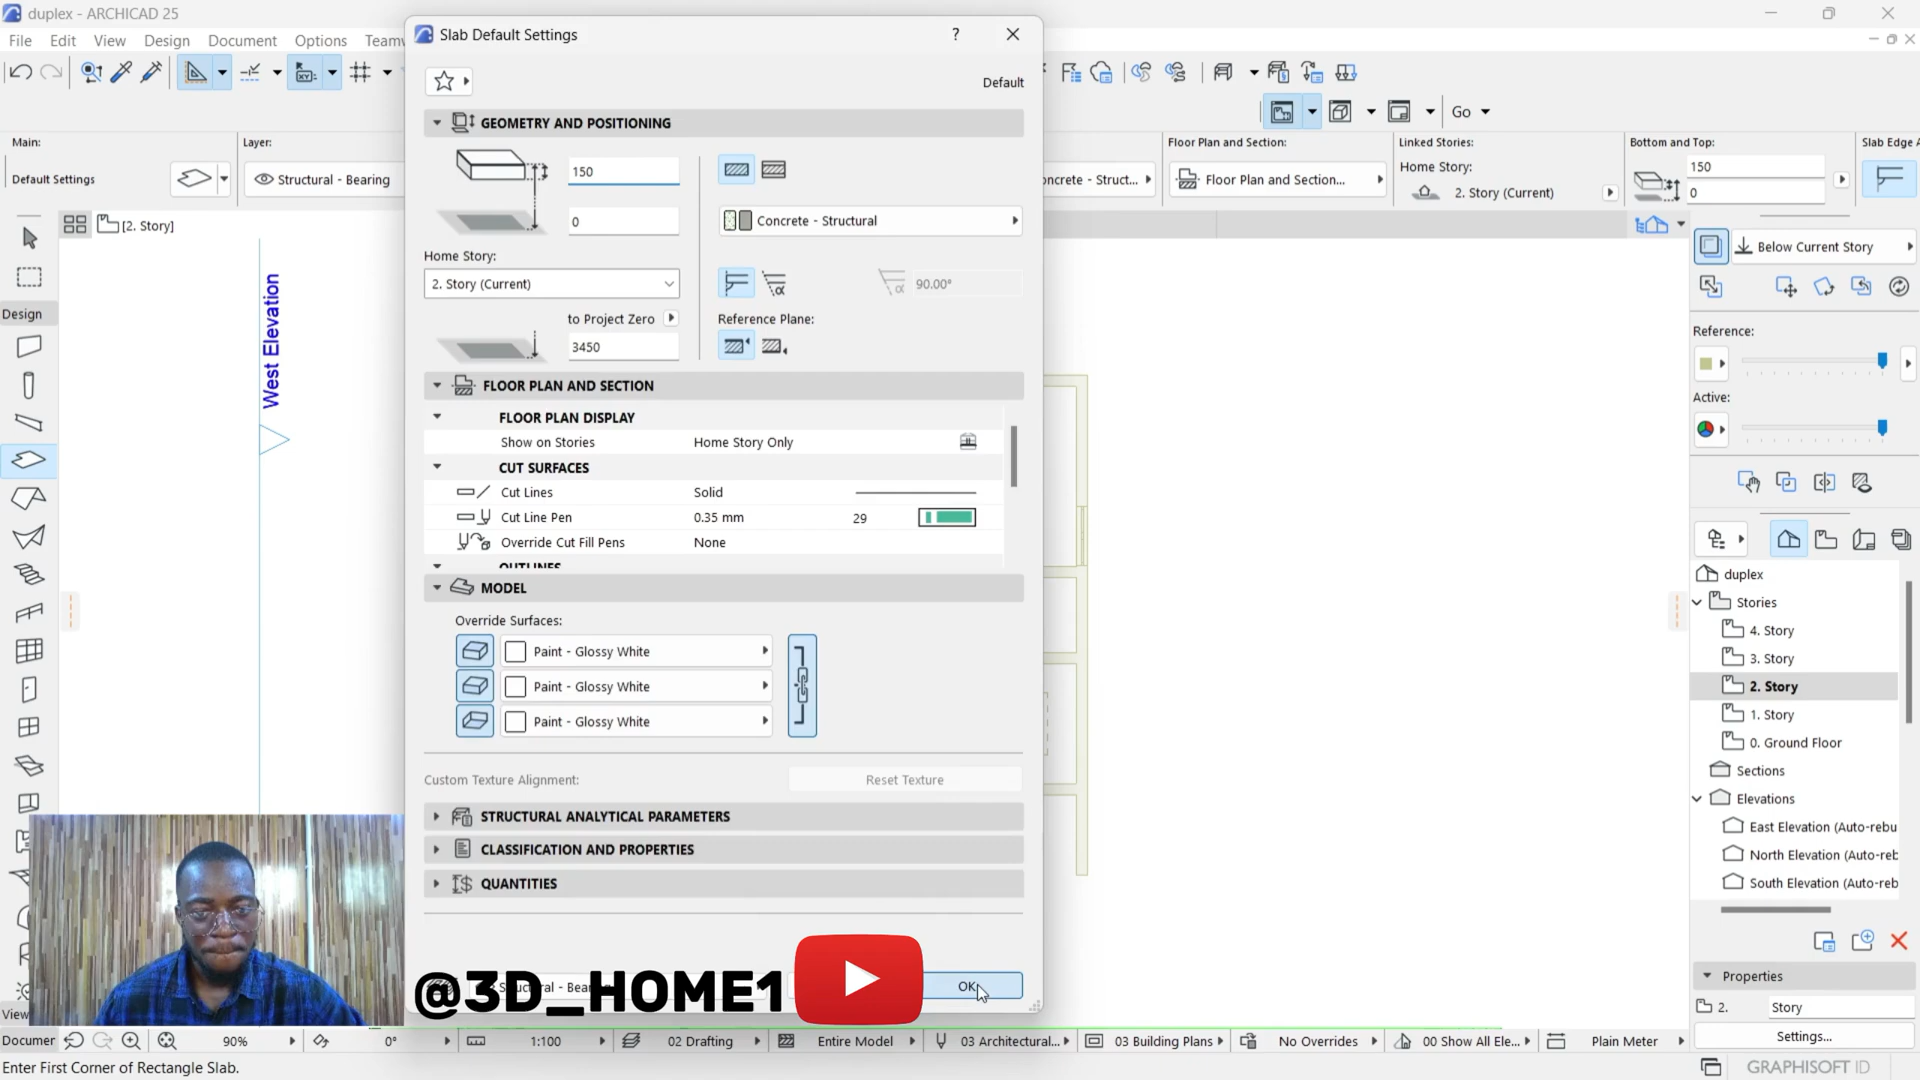 duplex - ARCHICAD 25
File Edit View Design Document Options Teamw
Main:
Default Settings
Layer:
Structural - Bearing
[2. Story]
Design
West Elevation
Slab Default Settings
?
Default
GEOMETRY AND POSITIONING
150
0
Concrete - Structural
Home Story:
2. Story (Current)
α
α 90.00°
to Project Zero
3450
Reference Plane:
FLOOR PLAN AND SECTION
FLOOR PLAN DISPLAY
Show on Stories Home Story Only
CUT SURFACES
Cut Lines Solid
Cut Line Pen 0.35 mm 29
Override Cut Fill Pens None
OUTLINES
MODEL
Override Surfaces:
Paint - Glossy White
Paint - Glossy White
Paint - Glossy White
Custom Texture Alignment:
Reset Texture
STRUCTURAL ANALYTICAL PARAMETERS
CLASSIFICATION AND PROPERTIES
QUANTITIES
OK
@3D_HOME1
Go
oncrete - Struct...
Floor Plan and Section:
Floor Plan and Section...
Linked Stories:
Home Story:
2. Story (Current)
Bottom and Top:
150
0
Slab Edge A
Below Current Story
Reference:
Active:
duplex
Stories
4. Story
3. Story
2. Story
1. Story
0. Ground Floor
Sections
Elevations
East Elevation (Auto-rebu
North Elevation (Auto-reb
South Elevation (Auto-reb
Properties
2. Story
Settings...
View
Documer 90% 0° 1:100 02 Drafting Entire Model 03 Architectural... 03 Building Plans No Overrides 00 Show All Ele... Plain Meter
Enter First Corner of Rectangle Slab.
GRAPHISOFT ID